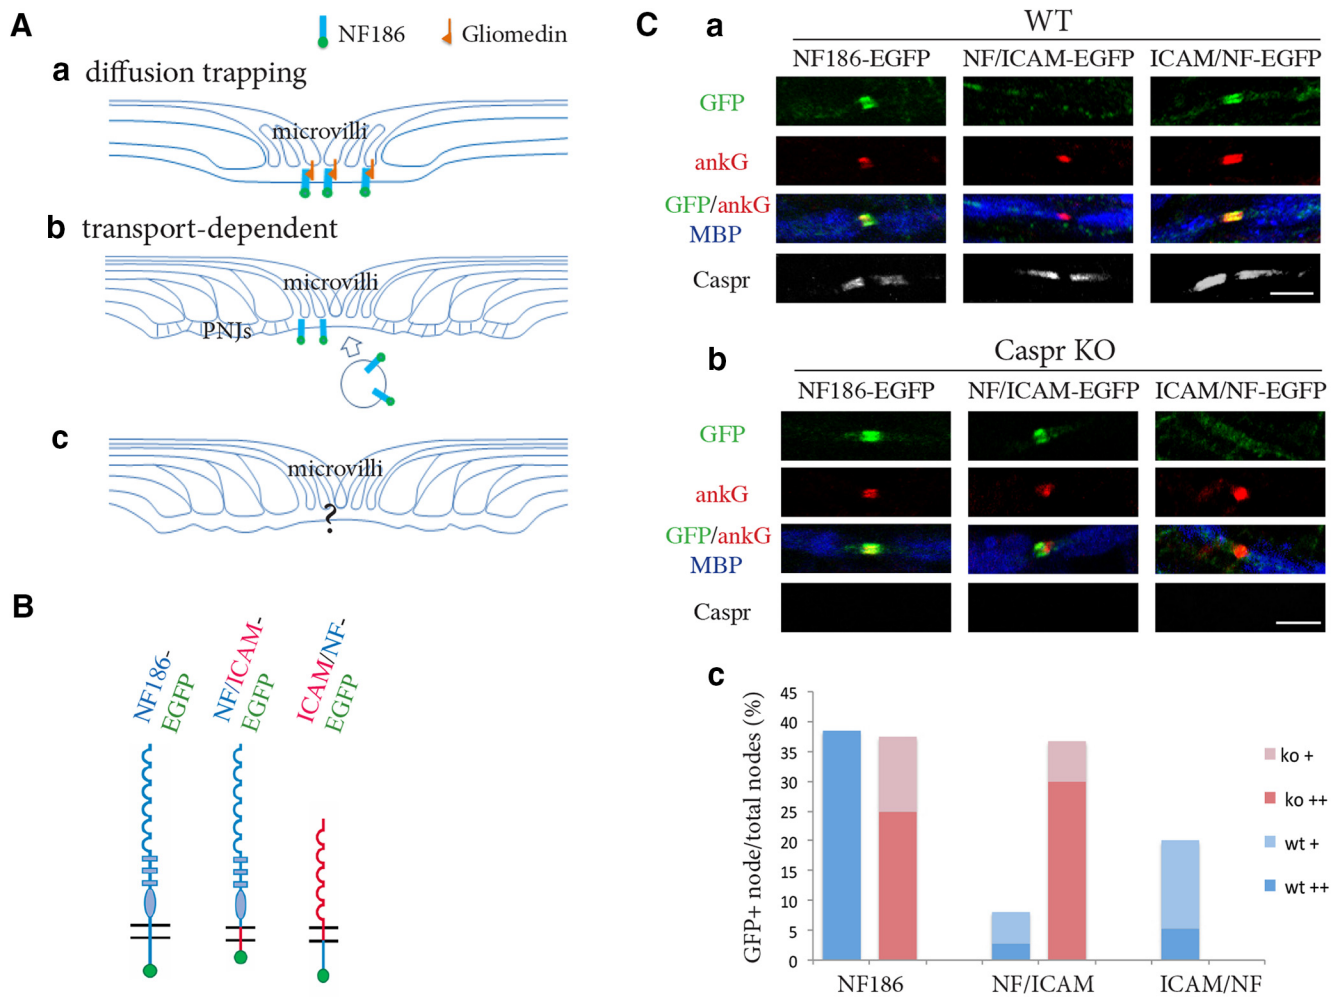 A
NF186 Gliomedin
a diffusion trapping
microvilli
b transport-dependent
microvilli
PNJs
c
microvilli
?
B
NF186-
EGFP
NF/ICAM-
EGFP
ICAM/NF-
EGFP
C a WT
NF186-EGFP NF/ICAM-EGFP ICAM/NF-EGFP
GFP
ankG
GFP/ankG
MBP
Caspr
b Caspr KO
NF186-EGFP NF/ICAM-EGFP ICAM/NF-EGFP
GFP
ankG
GFP/ankG
MBP
Caspr
c
GFP+ node/total nodes (%)
45
40
35
30
25
20
15
10
5
0
NF186 NF/ICAM ICAM/NF
ko +
ko ++
wt +
wt ++